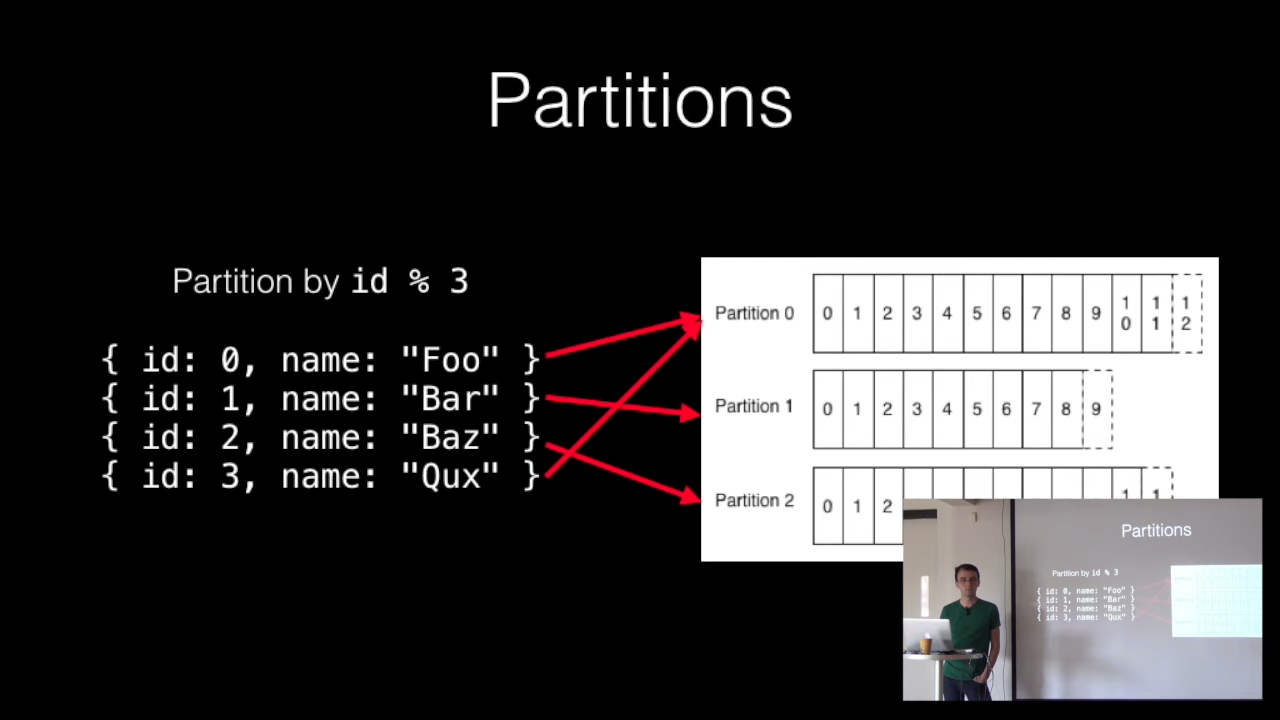 Partitions
Partition by id % 3
{ id: 0, name: "Foo" }
{ id: 1, name: "Bar" }
{ id: 2, name: "Baz" }
{ id: 3, name: "Qux" }
Partition 0 0 1 2 3 4 5 6 7 8 9 10 11 12
Partition 1 0 1 2 3 4 5 6 7 8 9
Partition 2 0 1 2
Partitions
Partition by id % 3
{ id: 0, name: "Foo" }
{ id: 1, name: "Bar" }
{ id: 2, name: "Baz" }
{ id: 3, name: "Qux" }